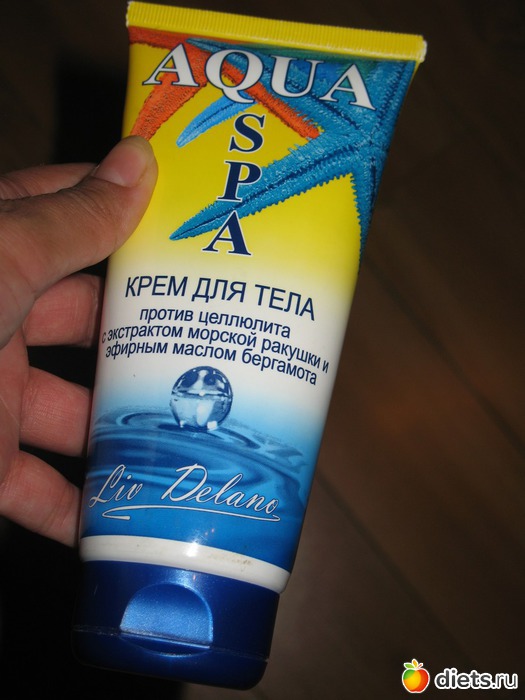 AQUA
SPA
КРЕМ ДЛЯ ТЕЛА
против целлюлита
с экстрактом морской ракушки и
эфирным маслом бергамота
Liv Delano
diets.ru